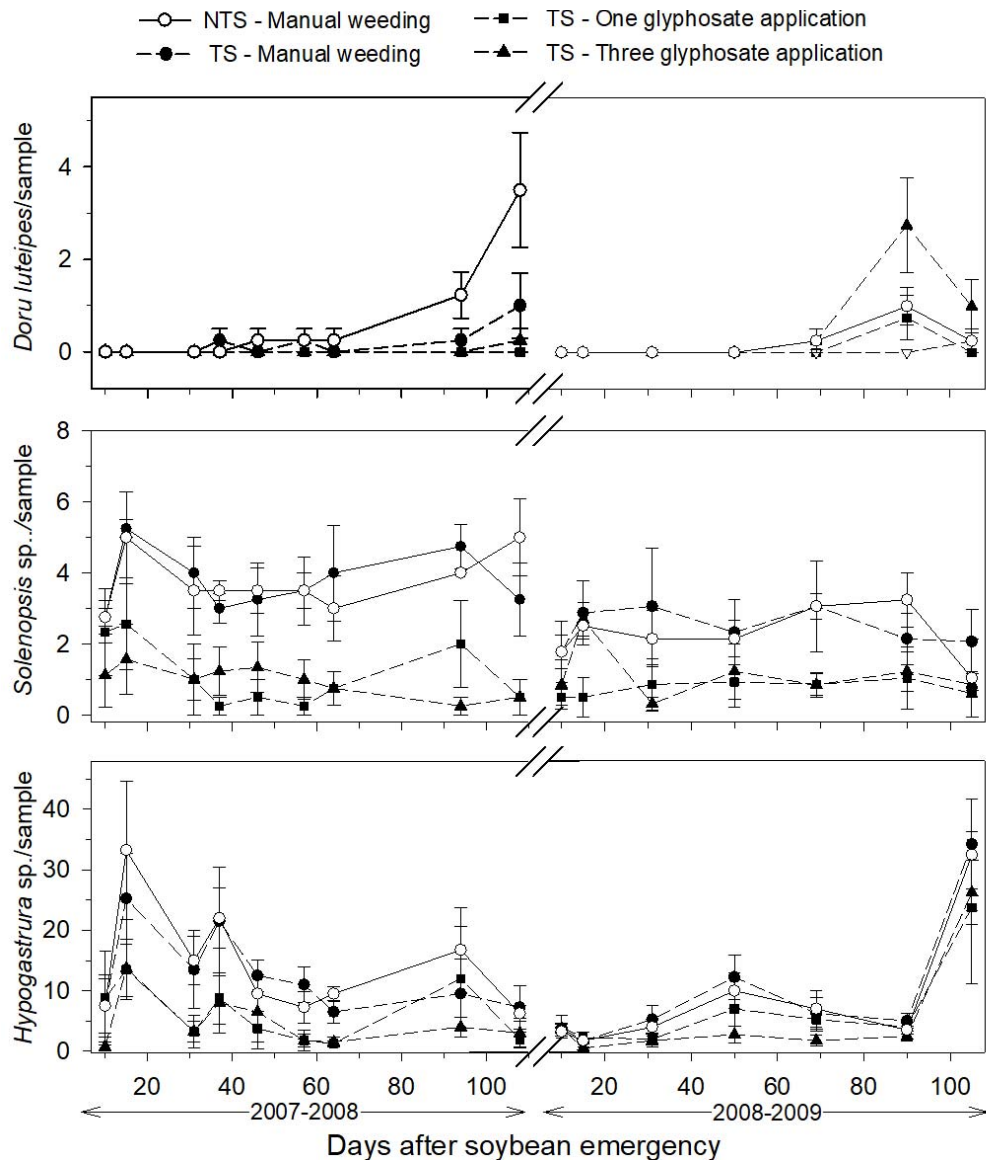 NTS - Manual weeding
TS - One glyphosate application
TS - Manual weeding
TS - Three glyphosate application
Doru luteipes/sample
4
2
0
Solenopsis sp../sample
8
6
4
2
0
Hypogastrura sp./sample
40
30
20
10
0
20 40 60 80 100 20 40 60 80 100
2007-2008 2008-2009
Days after soybean emergency